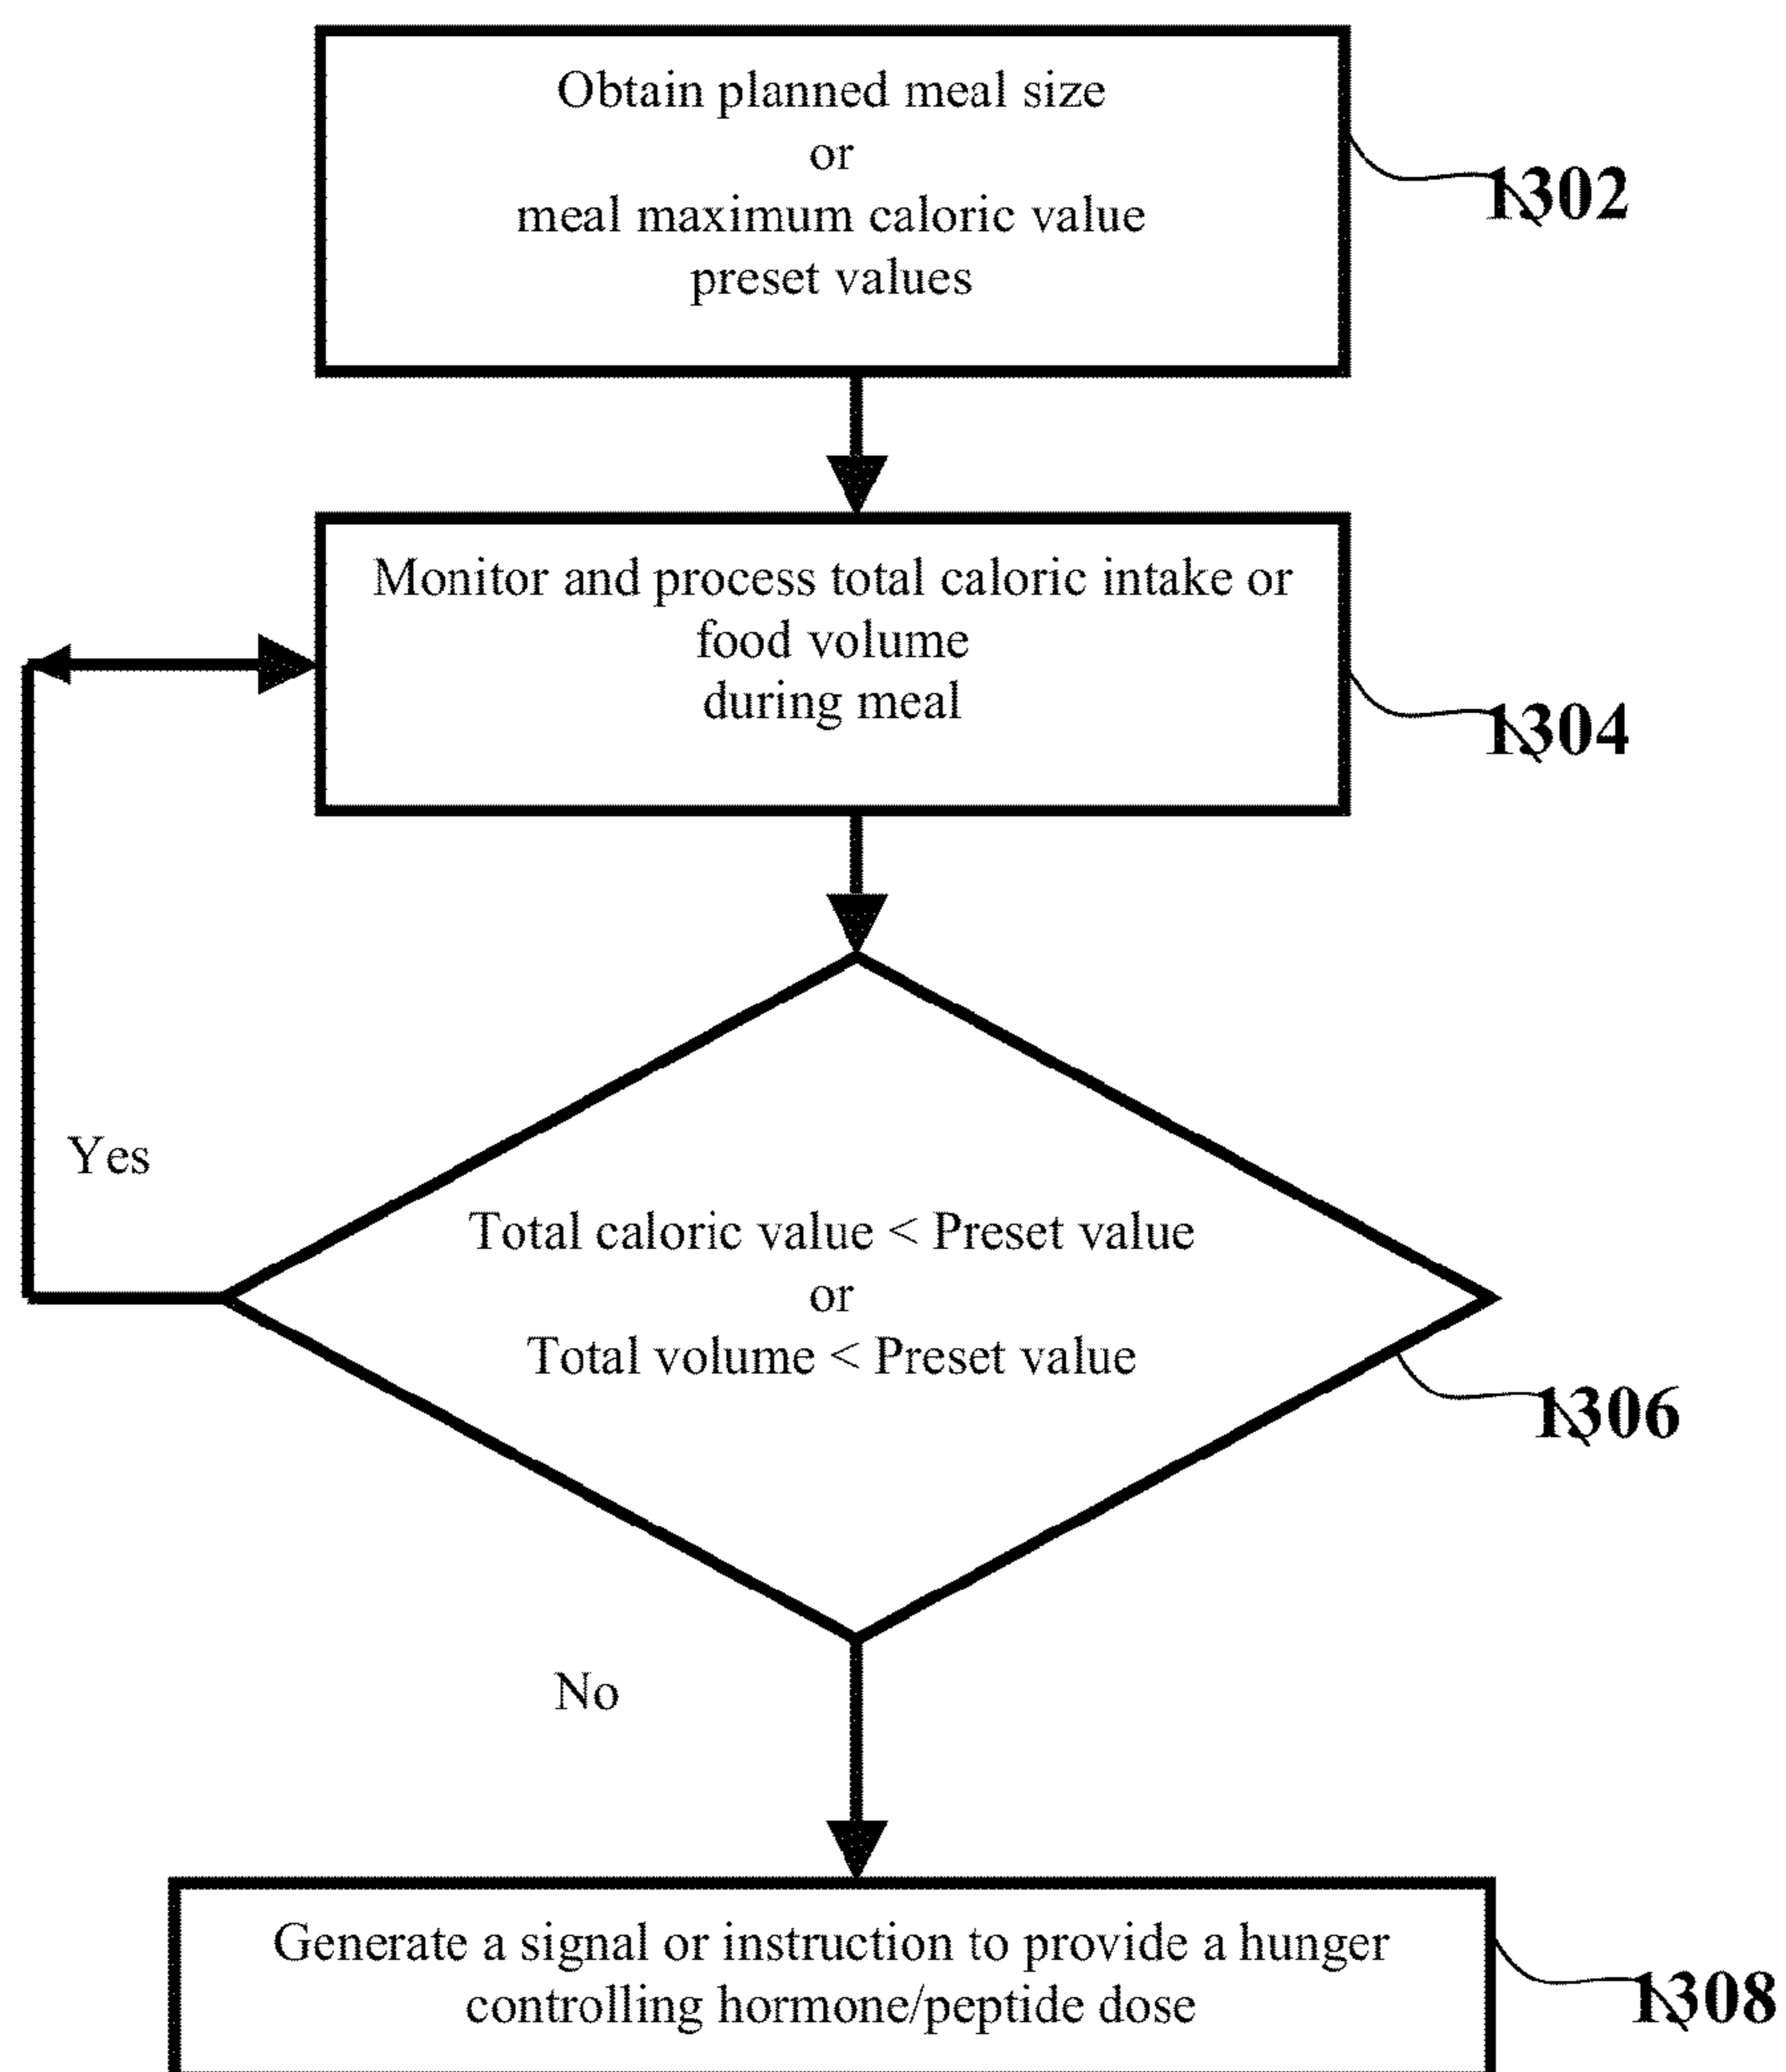 Obtain planned meal size
or
meal maximum caloric value
preset values
1302
Monitor and process total caloric intake or
food volume
during meal
1304
Yes
Total caloric value < Preset value
or
Total volume < Preset value
1306
No
Generate a signal or instruction to provide a hunger
controlling hormone/peptide dose
1308